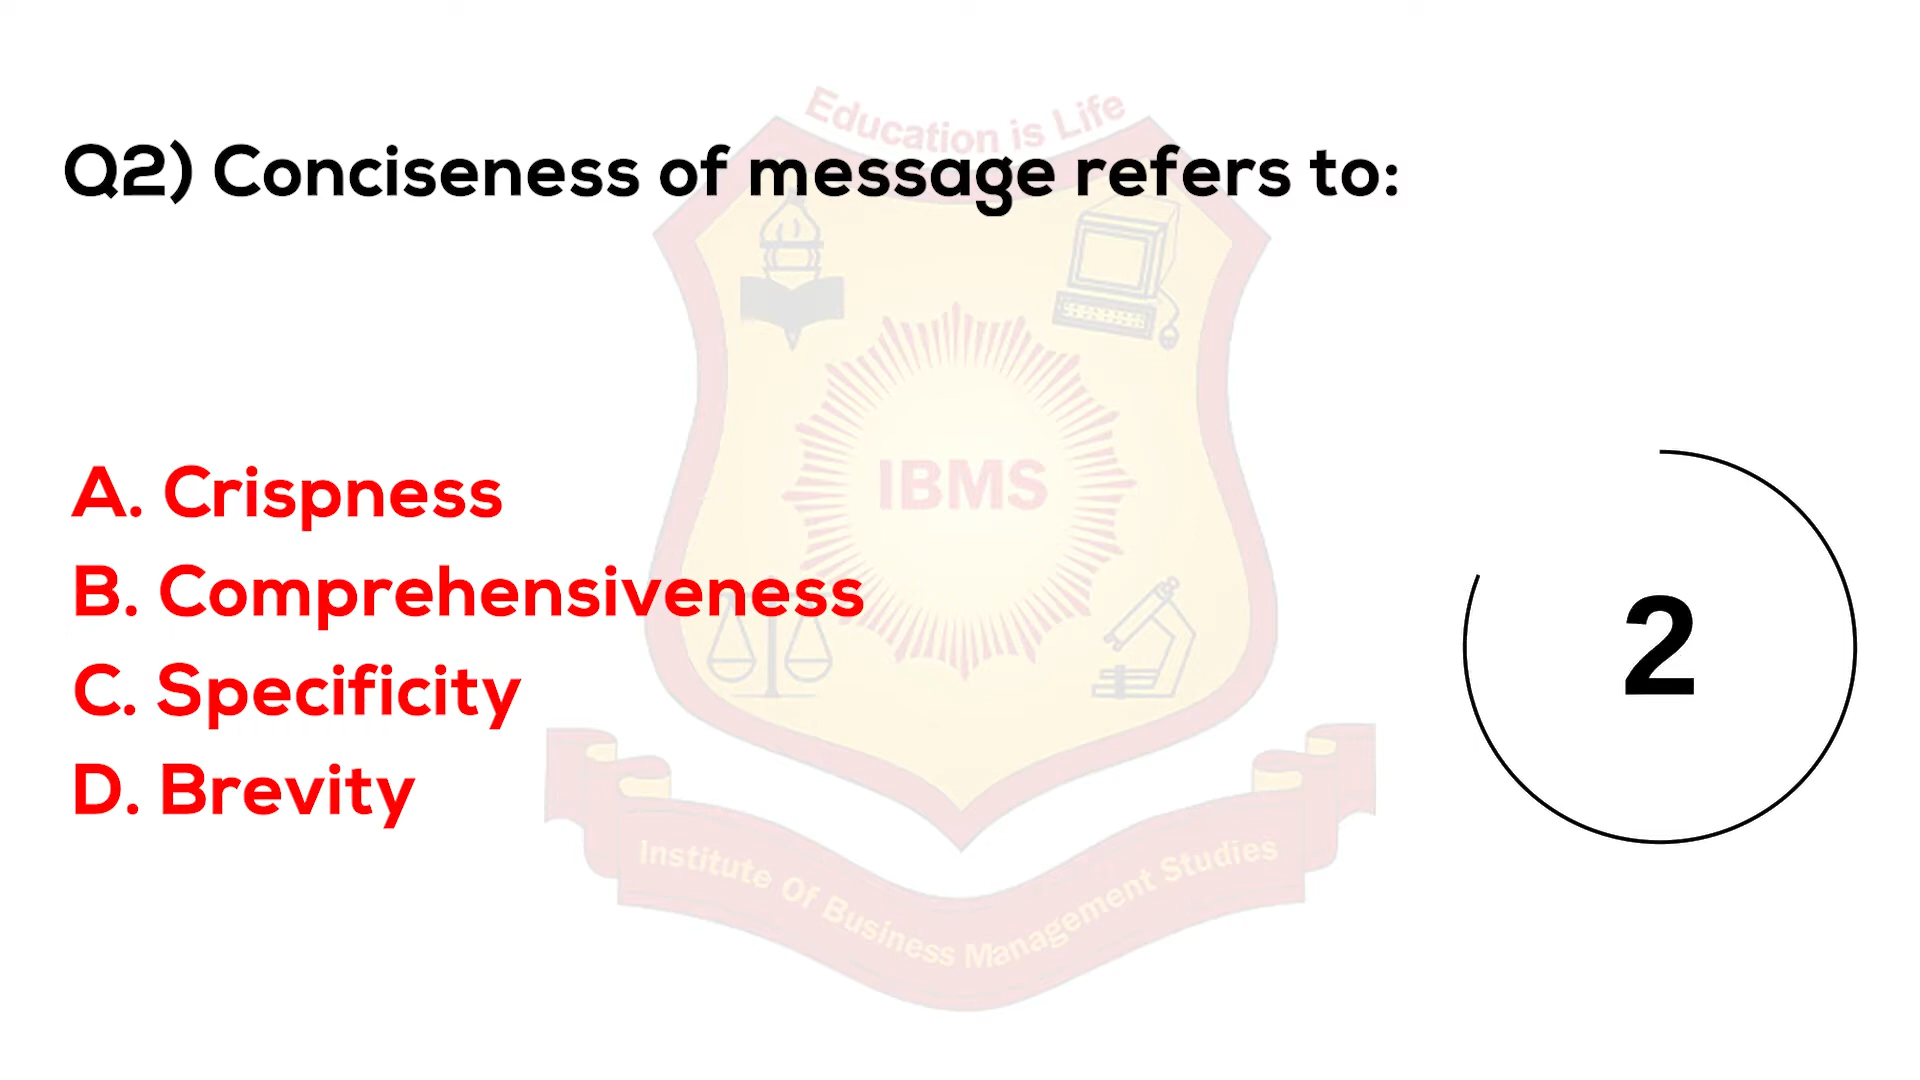 Education is Life
Q2) Conciseness of message refers to:
IBMS
A. Crispness
B. Comprehensiveness
C. Specificity
D. Brevity
2
Institute Of Business Management Studies